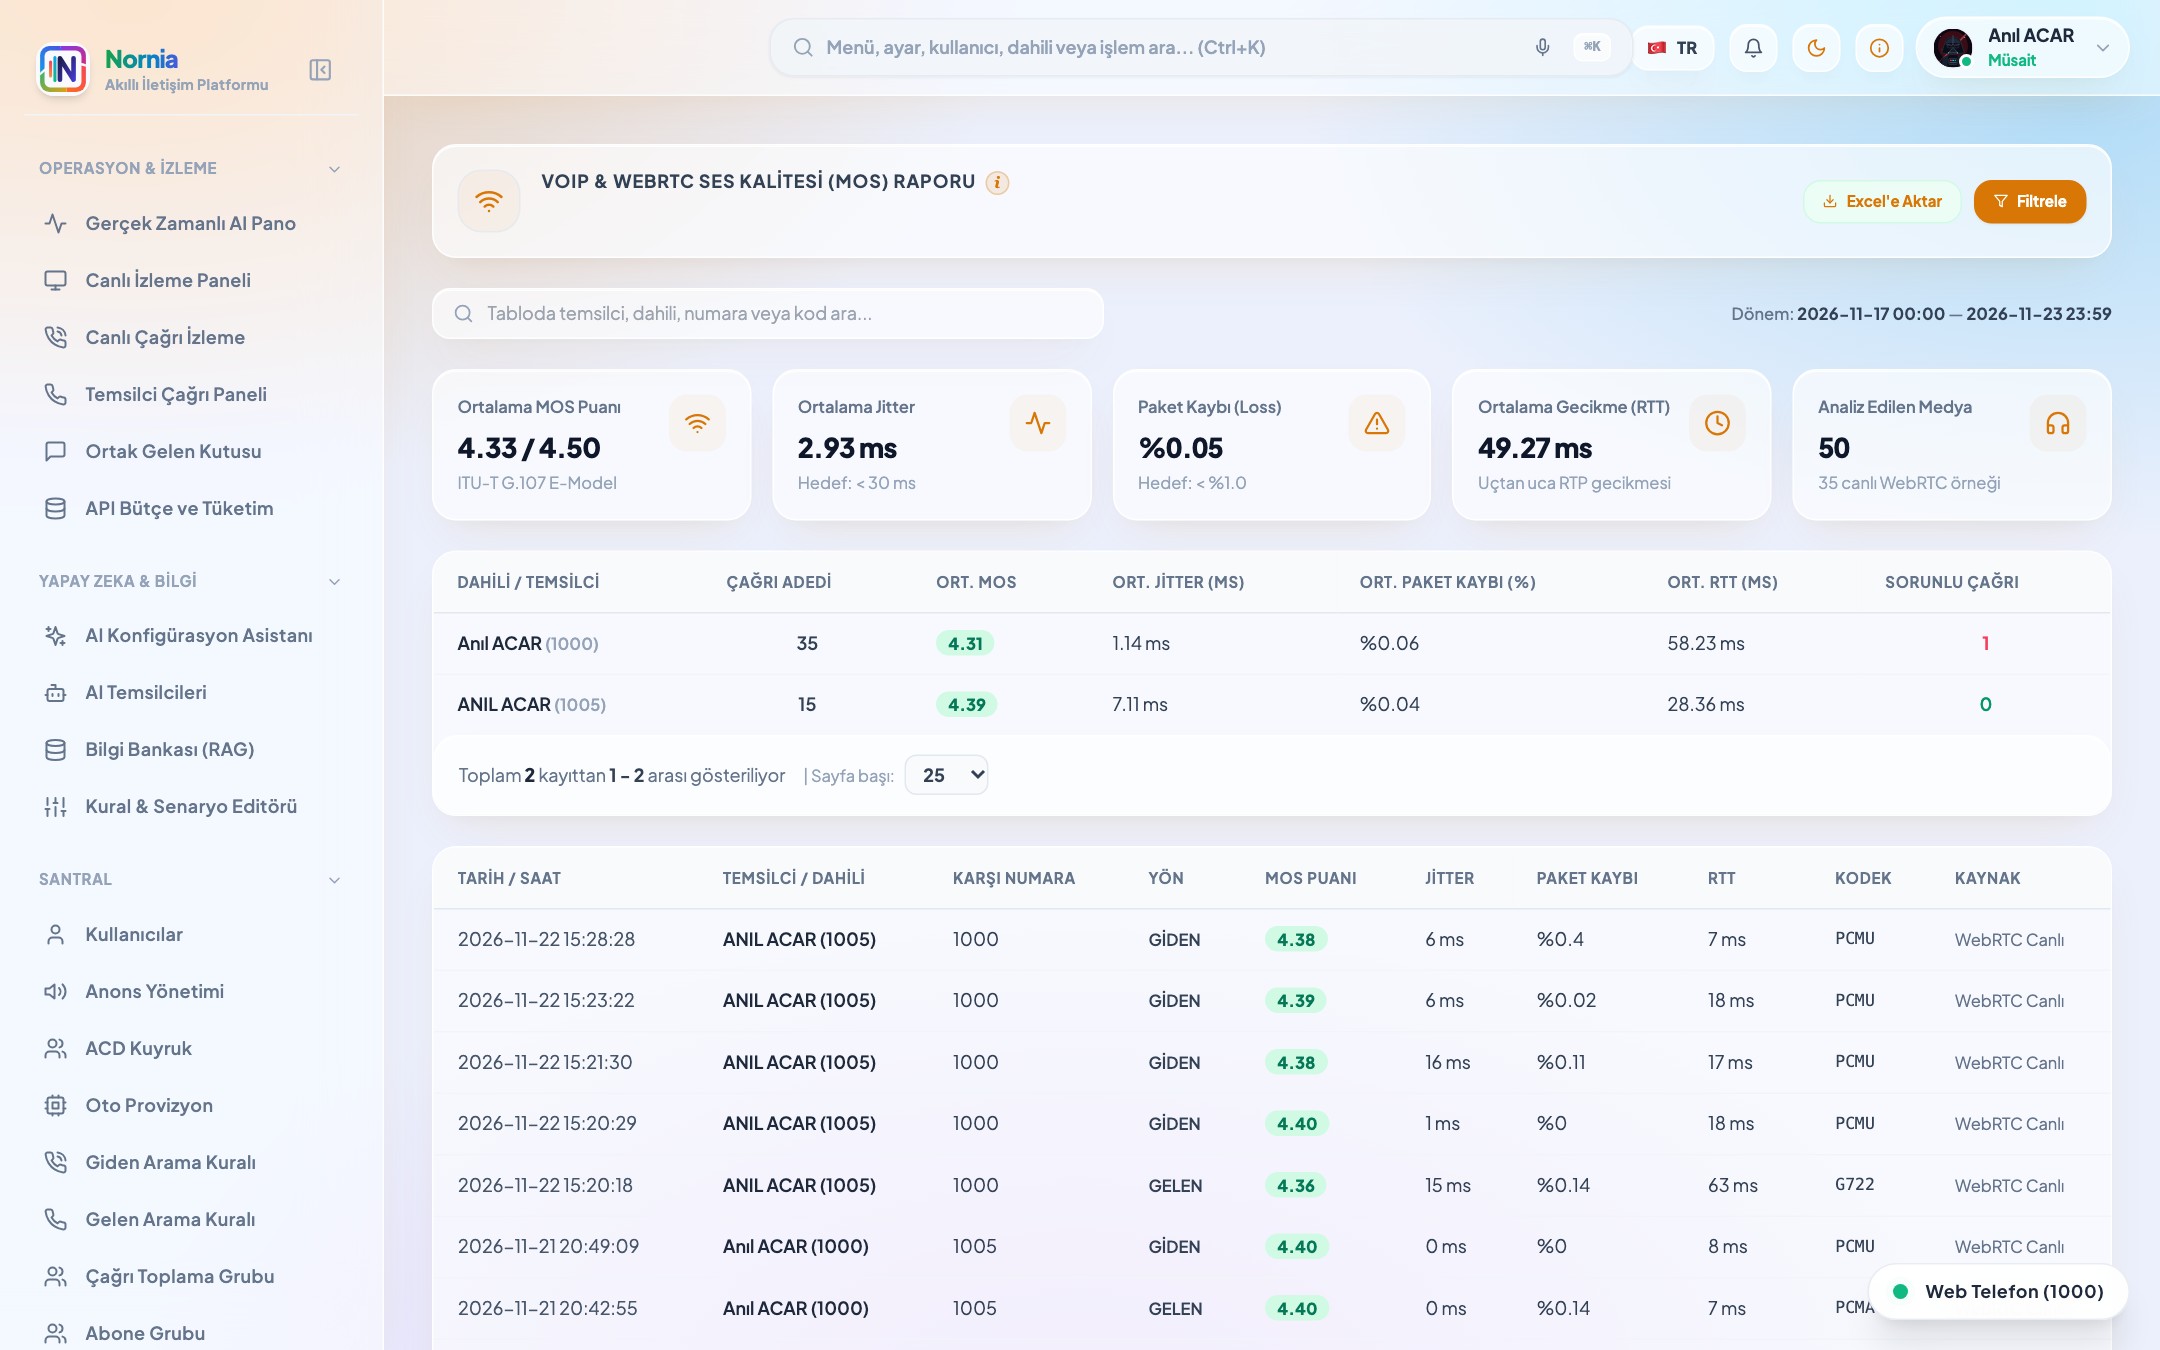 Nornia
Akıllı İletişim Platformu
Menü, ayar, kullanıcı, dahili veya işlem ara... (Ctrl+K)
⌘K
TR
Anıl ACAR
Müsait
OPERASYON & İZLEME
Gerçek Zamanlı AI Pano
Canlı İzleme Paneli
Canlı Çağrı İzleme
Temsilci Çağrı Paneli
Ortak Gelen Kutusu
API Bütçe ve Tüketim
YAPAY ZEKA & BİLGİ
AI Konfigürasyon Asistanı
AI Temsilcileri
Bilgi Bankası (RAG)
Kural & Senaryo Editörü
SANTRAL
Kullanıcılar
Anons Yönetimi
ACD Kuyruk
Oto Provizyon
Giden Arama Kuralı
Gelen Arama Kuralı
Çağrı Toplama Grubu
Abone Grubu
VOIP & WEBRTC SES KALİTESİ (MOS) RAPORU i
Excel'e Aktar
Filtrele
Tabloda temsilci, dahili, numara veya kod ara...
Dönem: 2026-11-17 00:00 — 2026-11-23 23:59
Ortalama MOS Puanı
4.33 / 4.50
ITU-T G.107 E-Model
Ortalama Jitter
2.93 ms
Hedef: < 30 ms
Paket Kaybı (Loss)
%0.05
Hedef: < %1.0
Ortalama Gecikme (RTT)
49.27 ms
Uçtan uca RTP gecikmesi
Analiz Edilen Medya
50
35 canlı WebRTC örneği
DAHİLİ / TEMSİLCİ ÇAĞRI ADEDİ ORT. MOS ORT. JİTTER (MS) ORT. PAKET KAYBI (%) ORT. RTT (MS) SORUNLU ÇAĞRI
Anıl ACAR (1000) 35 4.31 1.14 ms %0.06 58.23 ms 1
ANIL ACAR (1005) 15 4.39 7.11 ms %0.04 28.36 ms 0
Toplam 2 kayıttan 1 - 2 arası gösteriliyor | Sayfa başı: 25
TARİH / SAAT TEMSİLCİ / DAHİLİ KARŞI NUMARA YÖN MOS PUANI JİTTER PAKET KAYBI RTT KODEK KAYNAK
2026-11-22 15:28:28 ANIL ACAR (1005) 1000 GİDEN 4.38 6 ms %0.4 7 ms PCMU WebRTC Canlı
2026-11-22 15:23:22 ANIL ACAR (1005) 1000 GİDEN 4.39 6 ms %0.02 18 ms PCMU WebRTC Canlı
2026-11-22 15:21:30 ANIL ACAR (1005) 1000 GİDEN 4.38 16 ms %0.11 17 ms PCMU WebRTC Canlı
2026-11-22 15:20:29 ANIL ACAR (1005) 1000 GİDEN 4.40 1 ms %0 18 ms PCMU WebRTC Canlı
2026-11-22 15:20:18 ANIL ACAR (1005) 1000 GELEN 4.36 15 ms %0.14 63 ms G722 WebRTC Canlı
2026-11-21 20:49:09 Anıl ACAR (1000) 1005 GİDEN 4.40 0 ms %0 8 ms PCMU WebRTC Canlı
2026-11-21 20:42:55 Anıl ACAR (1000) 1005 GELEN 4.40 0 ms %0.14 7 ms PCMA
Web Telefon (1000)